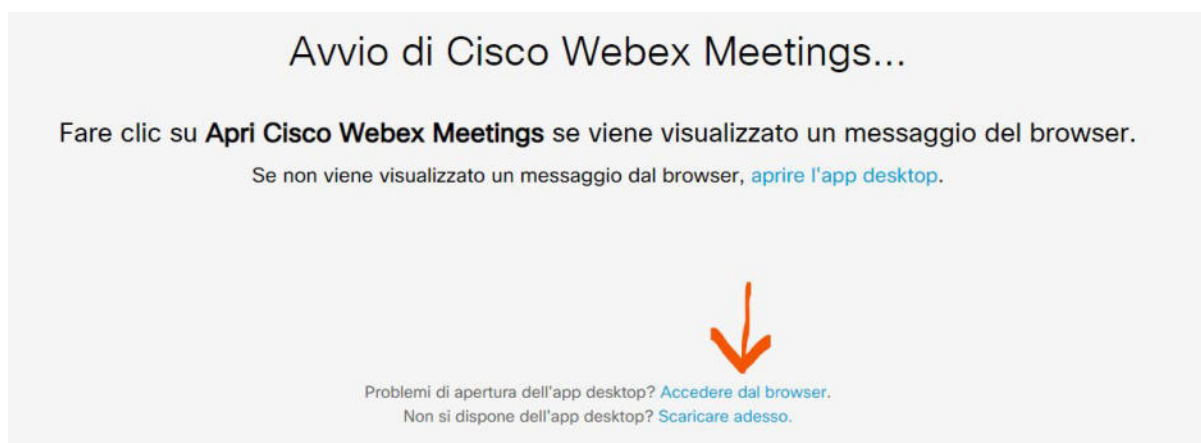 Avvio di Cisco Webex Meetings...
Fare clic su Apri Cisco Webex Meetings se viene visualizzato un messaggio del browser.
Se non viene visualizzato un messaggio dal browser, aprire l'app desktop.
Problemi di apertura dell'app desktop? Accedere dal browser.
Non si dispone dell'app desktop? Scaricare adesso.